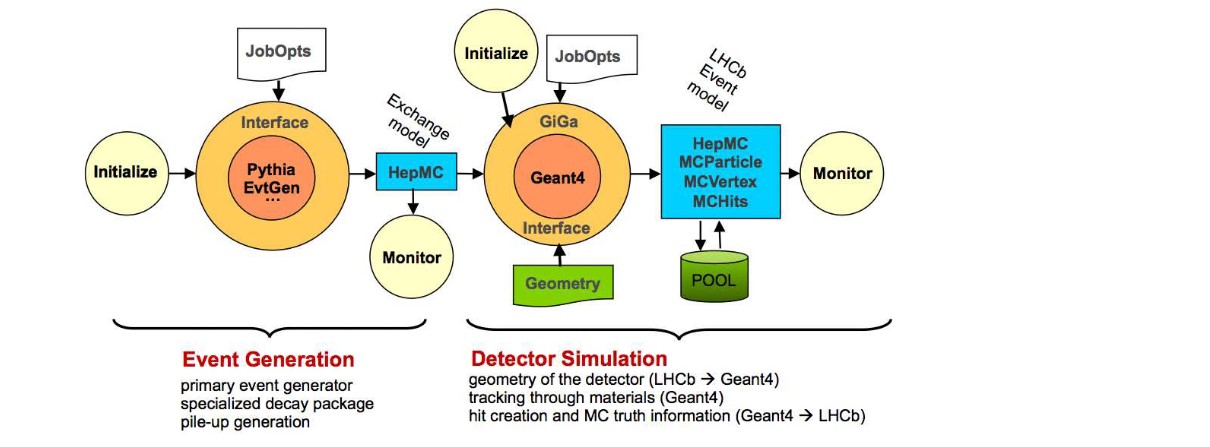 JobOpts
Initialize
Interface
Pythia
EvtGen
...
Exchange
model
HepMC
Monitor
Initialize
JobOpts
GiGa
Geant4
Interface
Geometry
LHCb
Event
model
HepMC
MCParticle
MCVertex
MCHits
Monitor
POOL
Event Generation
primary event generator
specialized decay package
pile-up generation
Detector Simulation
geometry of the detector (LHCb → Geant4)
tracking through materials (Geant4)
hit creation and MC truth information (Geant4 → LHCb)